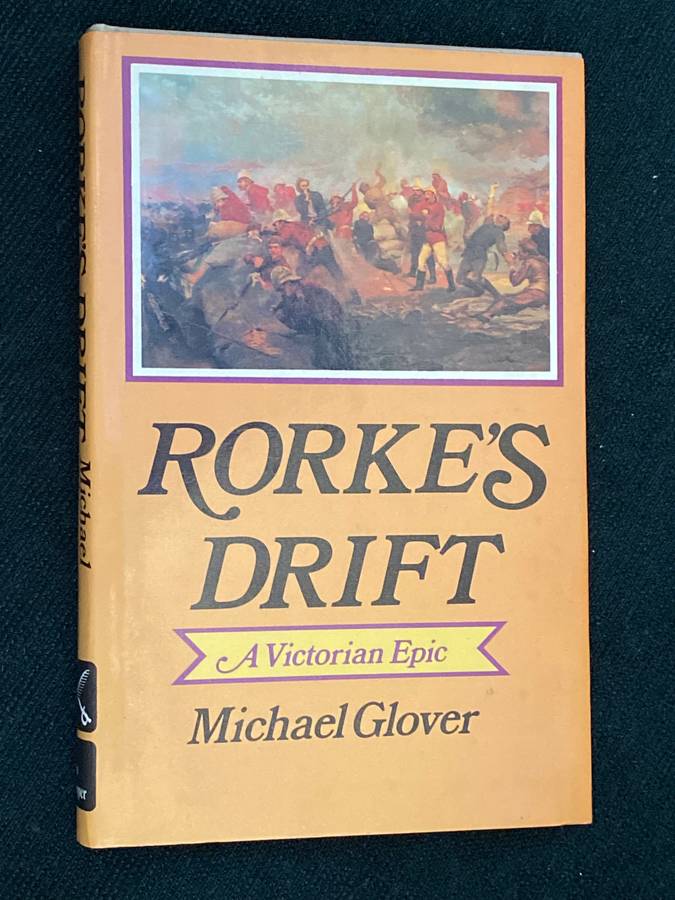 RORKE'S
DRIFT
A Victorian Epic
Michael Glover
RORKE'S DRIFT Michael